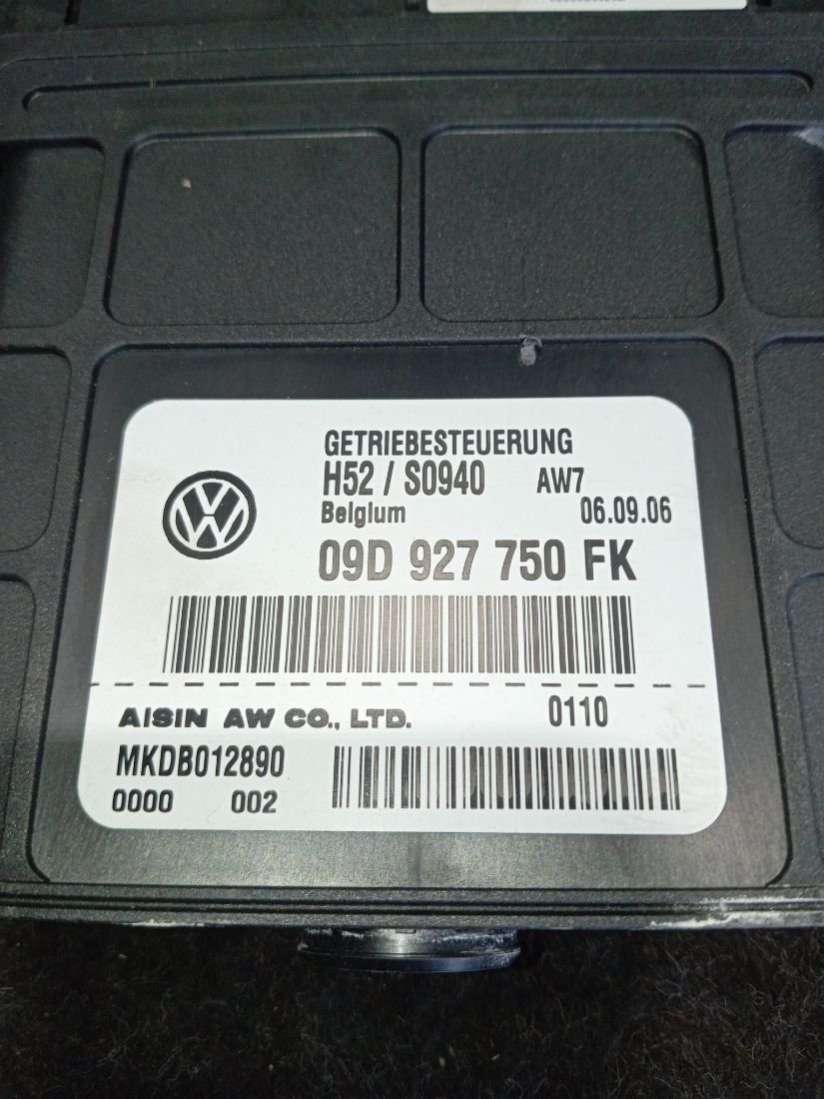 GETRIEBESTEUERUNG
H52 / S0940 AW7
Belgium 06.09.06
09D 927 750 FK
AISIN AW CO., LTD. 0110
MKDB012890
0000 002